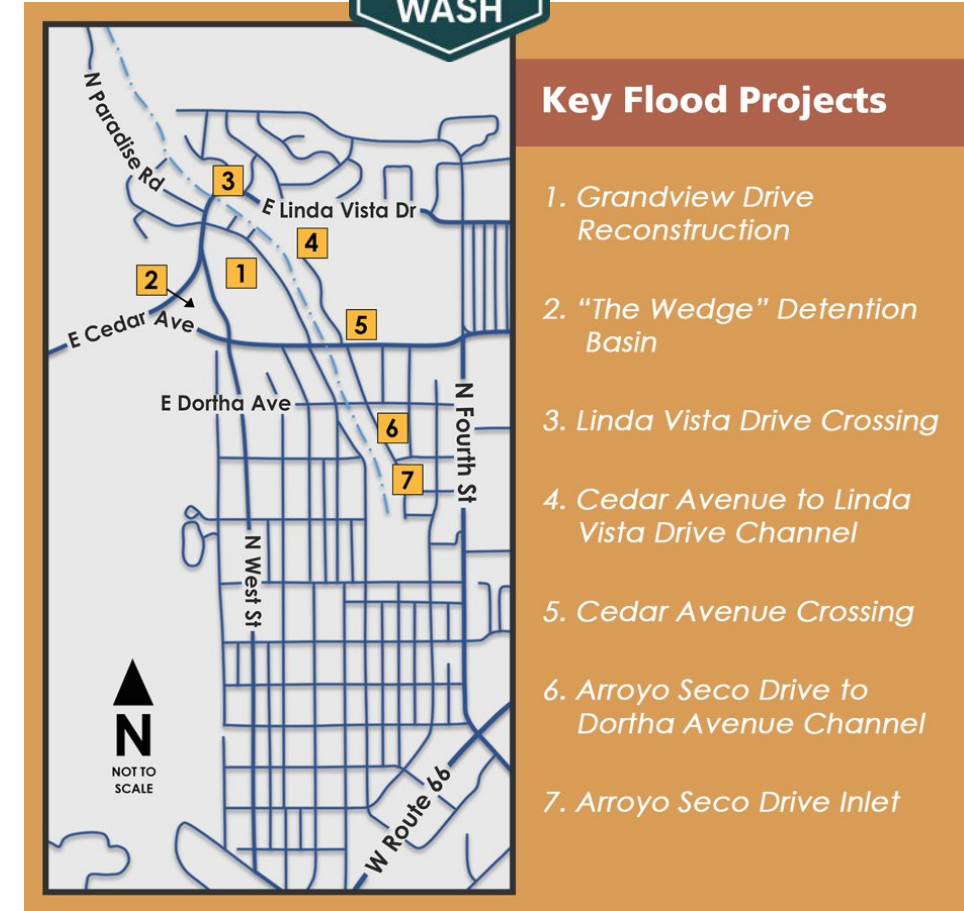 WASH
N Paradise Rd
3
E Linda Vista Dr
4
1
2
5
E Cedar Ave
E Dortha Ave
6
N Fourth St
7
N West St
N
NOT TO
SCALE
W Route 66
Key Flood Projects
1. Grandview Drive
Reconstruction
2. “The Wedge” Detention
Basin
3. Linda Vista Drive Crossing
4. Cedar Avenue to Linda
Vista Drive Channel
5. Cedar Avenue Crossing
6. Arroyo Seco Drive to
Dortha Avenue Channel
7. Arroyo Seco Drive Inlet